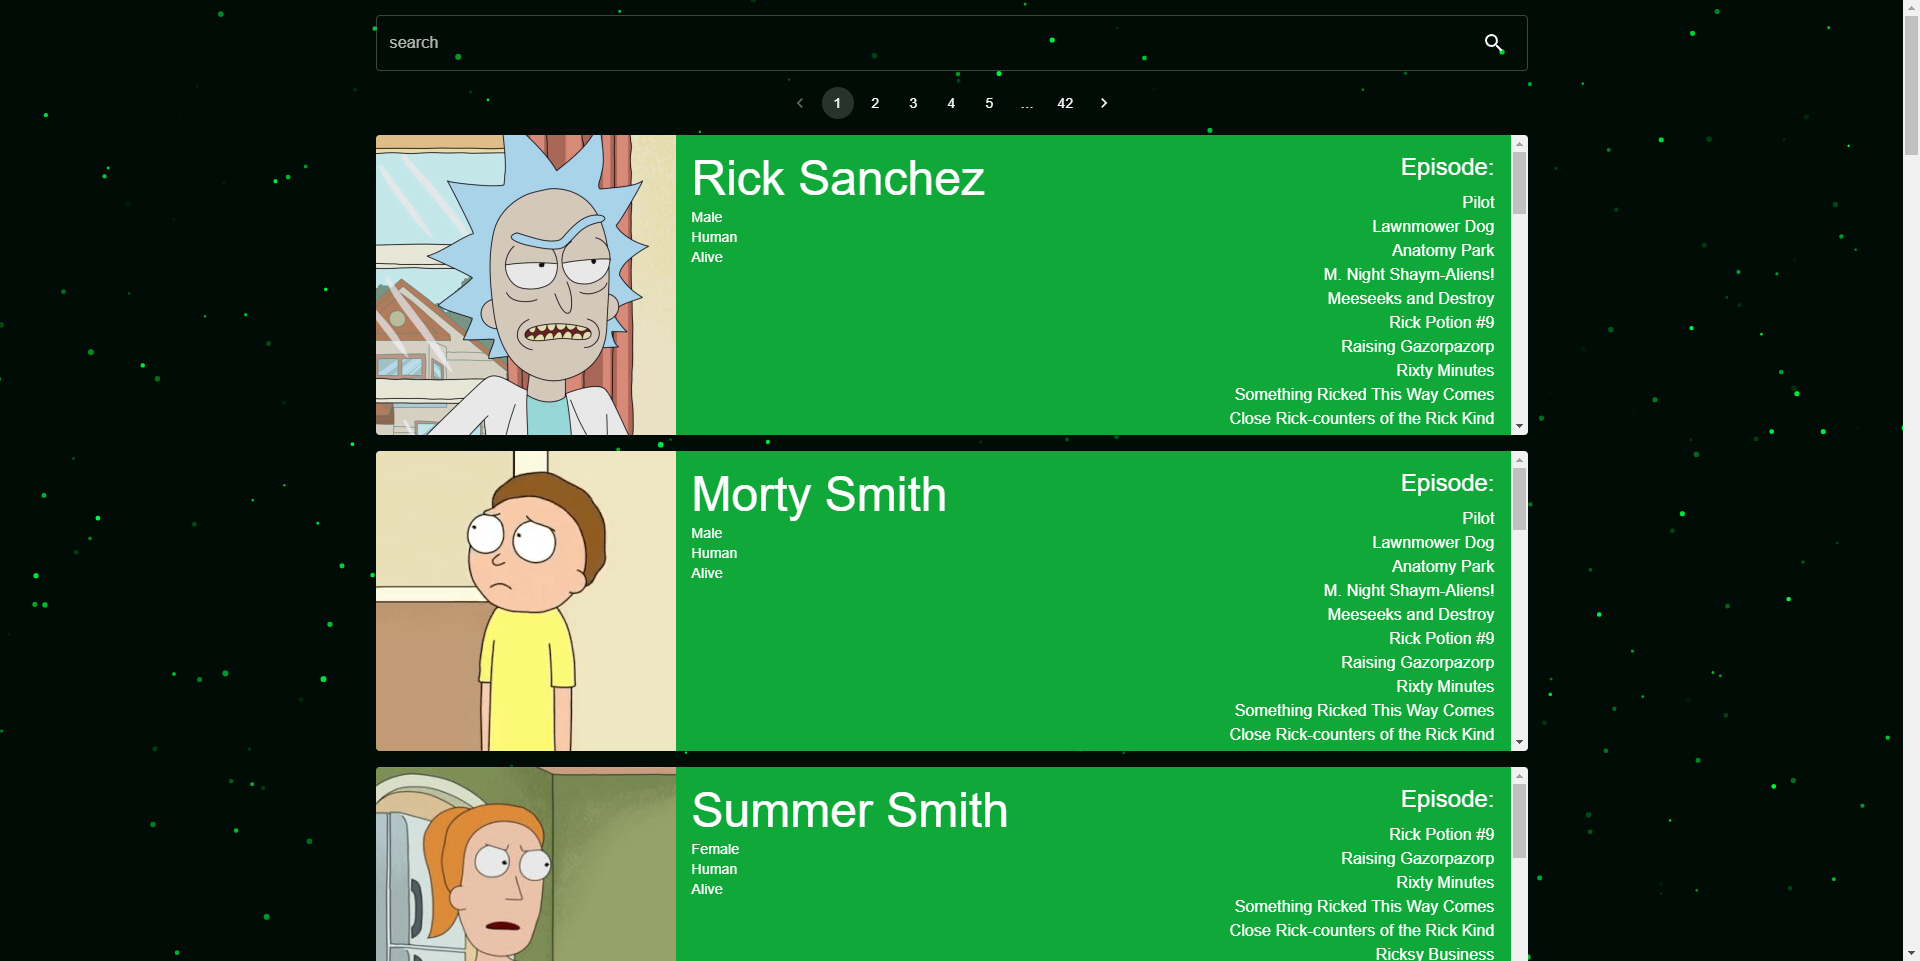 search
1 2 3 4 5 ... 42
Rick Sanchez
Male
Human
Alive
Episode:
Pilot
Lawnmower Dog
Anatomy Park
M. Night Shaym-Aliens!
Meeseeks and Destroy
Rick Potion #9
Raising Gazorpazorp
Rixty Minutes
Something Ricked This Way Comes
Close Rick-counters of the Rick Kind
Morty Smith
Male
Human
Alive
Episode:
Pilot
Lawnmower Dog
Anatomy Park
M. Night Shaym-Aliens!
Meeseeks and Destroy
Rick Potion #9
Raising Gazorpazorp
Rixty Minutes
Something Ricked This Way Comes
Close Rick-counters of the Rick Kind
Summer Smith
Female
Human
Alive
Episode:
Rick Potion #9
Raising Gazorpazorp
Rixty Minutes
Something Ricked This Way Comes
Close Rick-counters of the Rick Kind
Ricksy Business